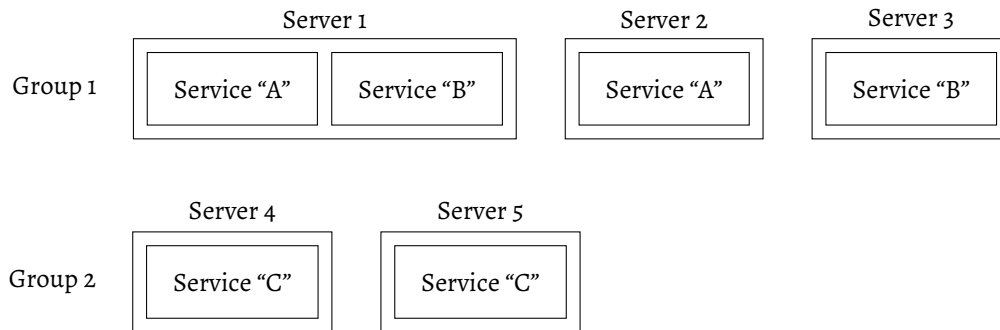 Server 1 Server 2 Server 3
Group 1 Service “A” Service “B” Service “A” Service “B”
Server 4 Server 5
Group 2 Service “C” Service “C”